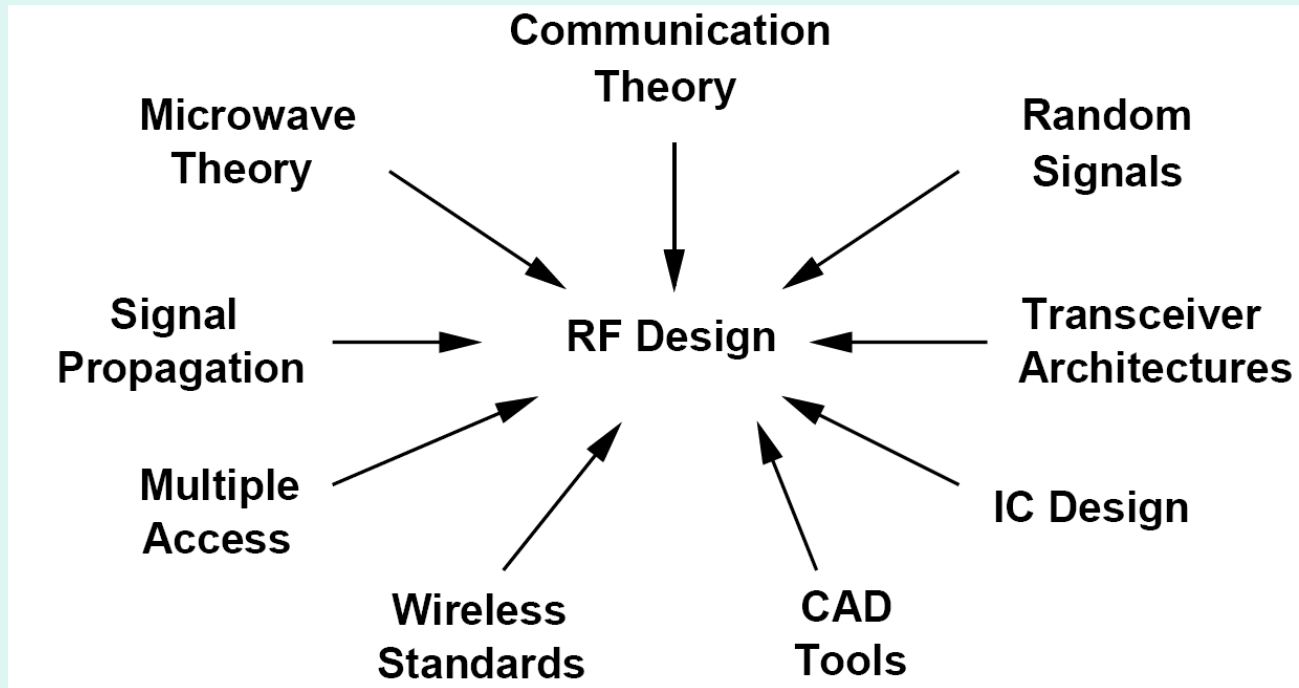 Communication
Theory
Microwave
Theory
Random
Signals
Signal
Propagation
RF Design
Transceiver
Architectures
Multiple
Access
IC Design
Wireless
Standards
CAD
Tools